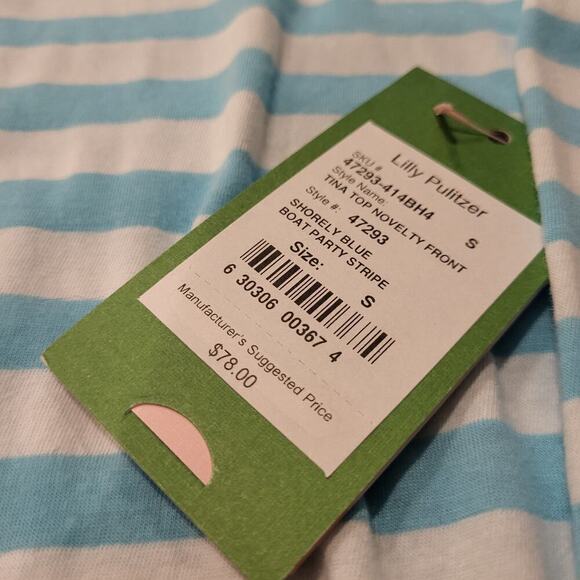 Lilly Pulitzer
SKU #
47293-414BH4 S
Style Name:
TINA TOP NOVELTY FRONT
Style #: 47293
SHORELY BLUE
BOAT PARTY STRIPE
Size: S
6 30306 00367 4
Manufacturer's Suggested Price
$78.00